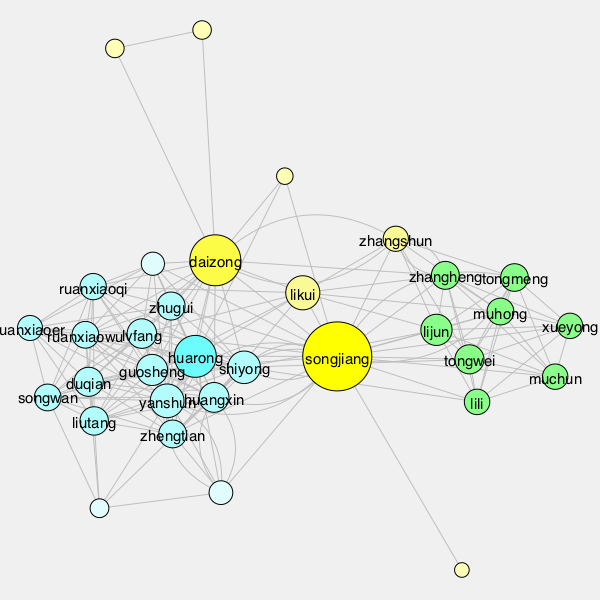 zhangshun
daizong
zhangheng
tongmeng
ruanxiaoqi
likui
zhugui
muhong
uanxiaoer
ruanxiaowu
lvfang
lijun
xueyong
huarong
songjiang
tongwei
guosheng
shiyong
duqian
muchun
songwan
yanshun
huangxin
lili
liutang
zhengtian